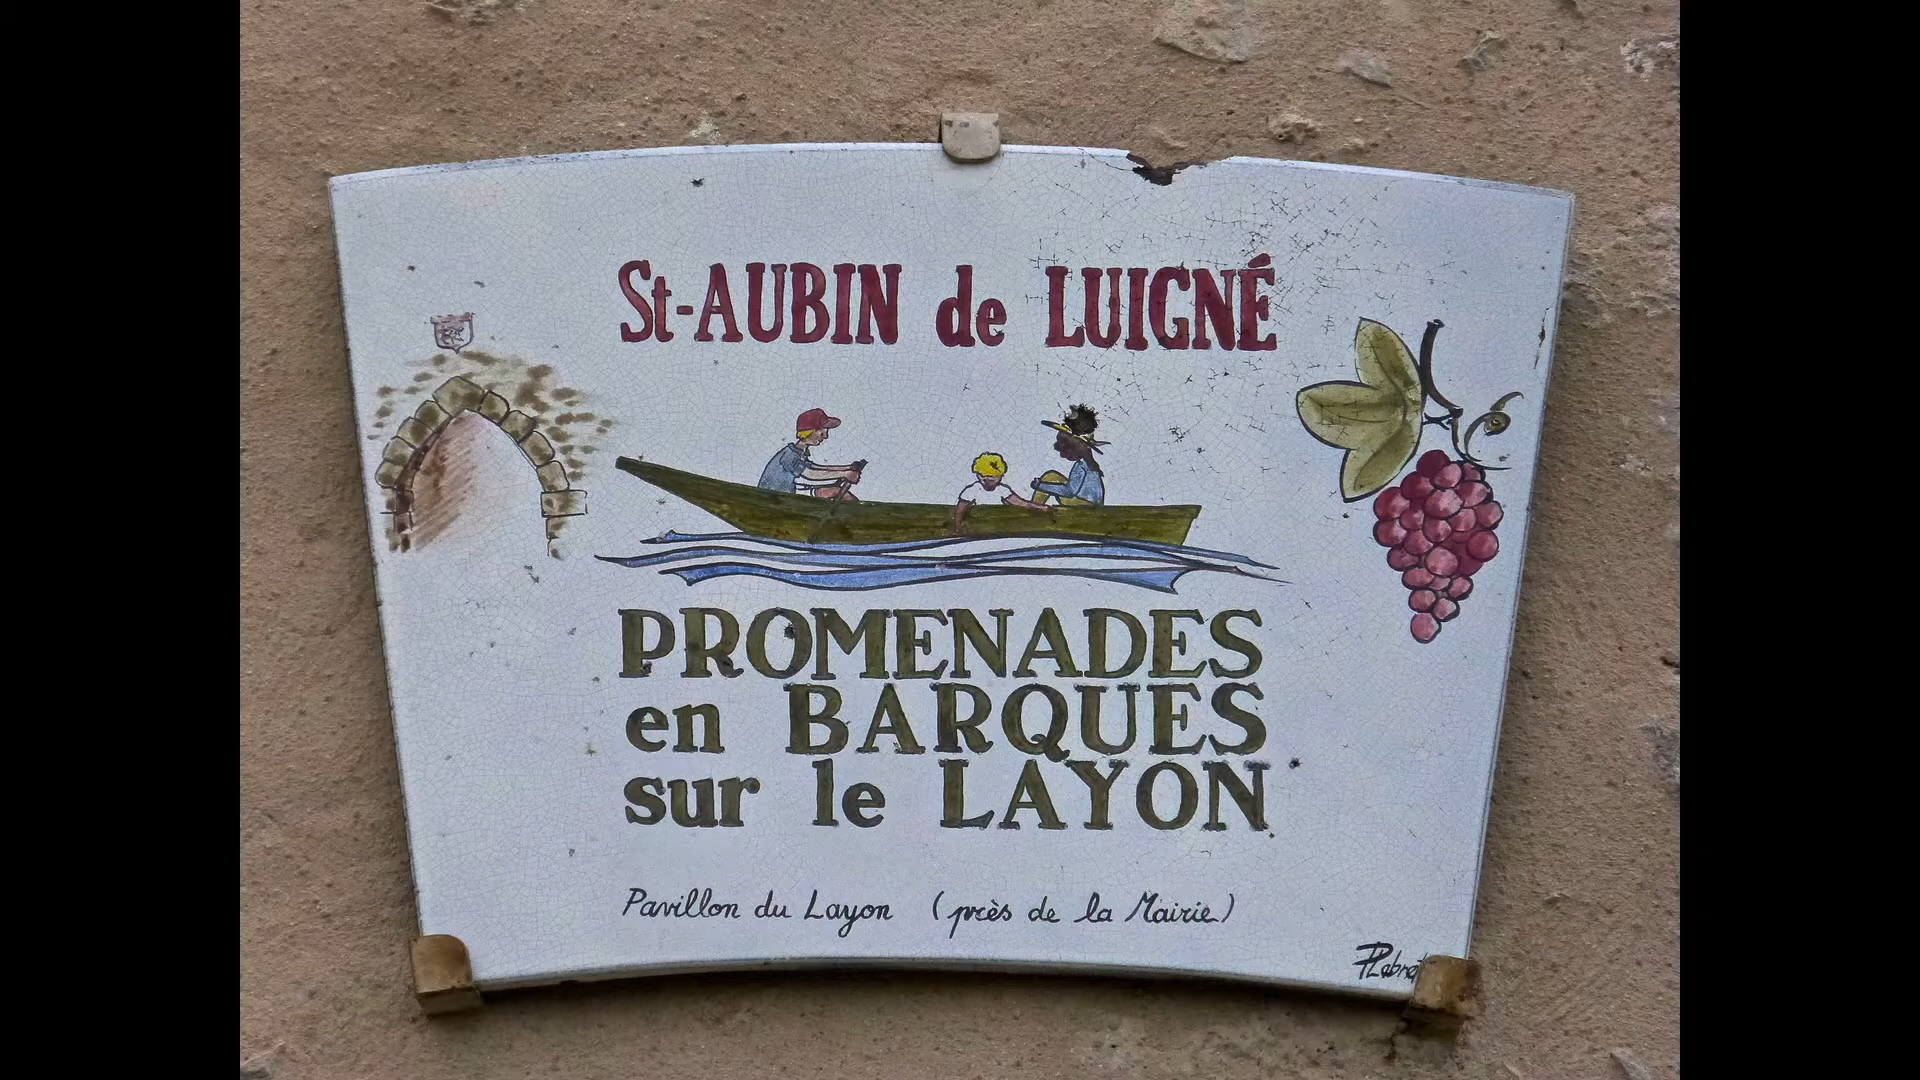 St-AUBIN de LUIGNÉ
PROMENADES
en BARQUES
sur le LAYON
Pavillon du Layon (près de la Mairie)